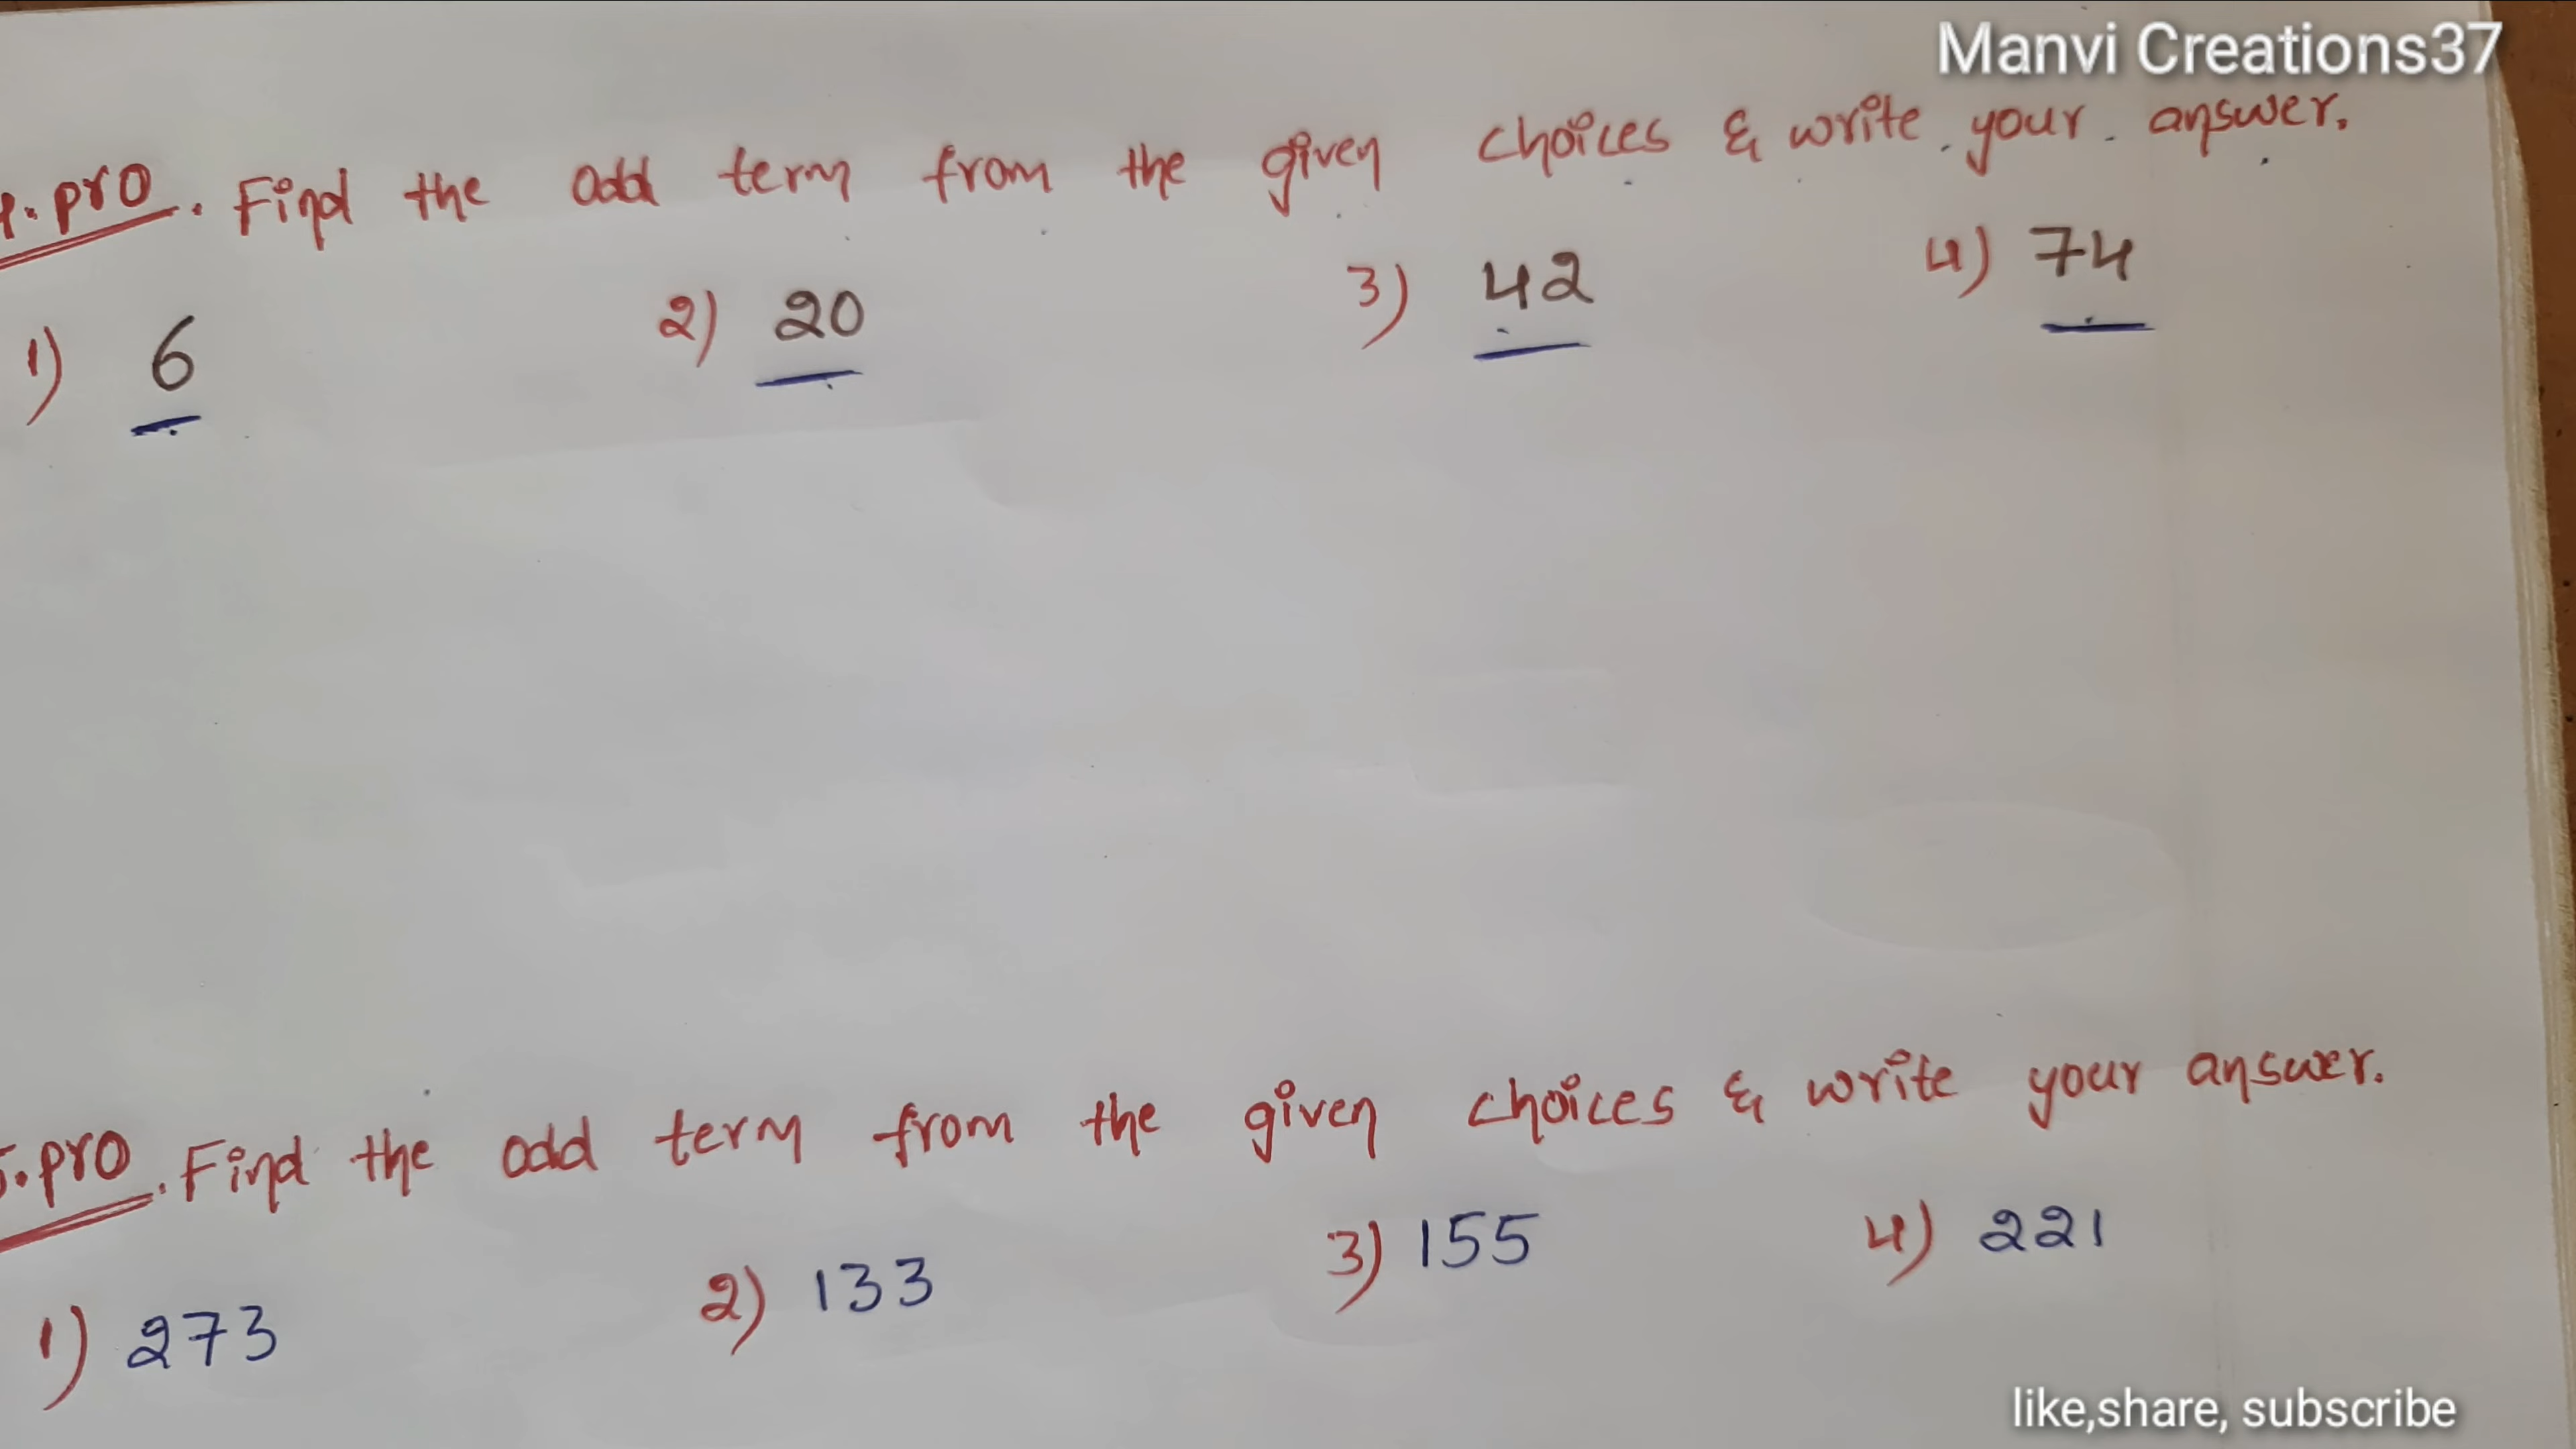 Manvi Creations37
4.pro. Find the odd term from the given choices & write your answer.
1) 6 2) 20 3) 42 4) 74
5.pro. Find the odd term from the given choices & write your answer.
1) 273 2) 133 3) 155 4) 221
like,share, subscribe